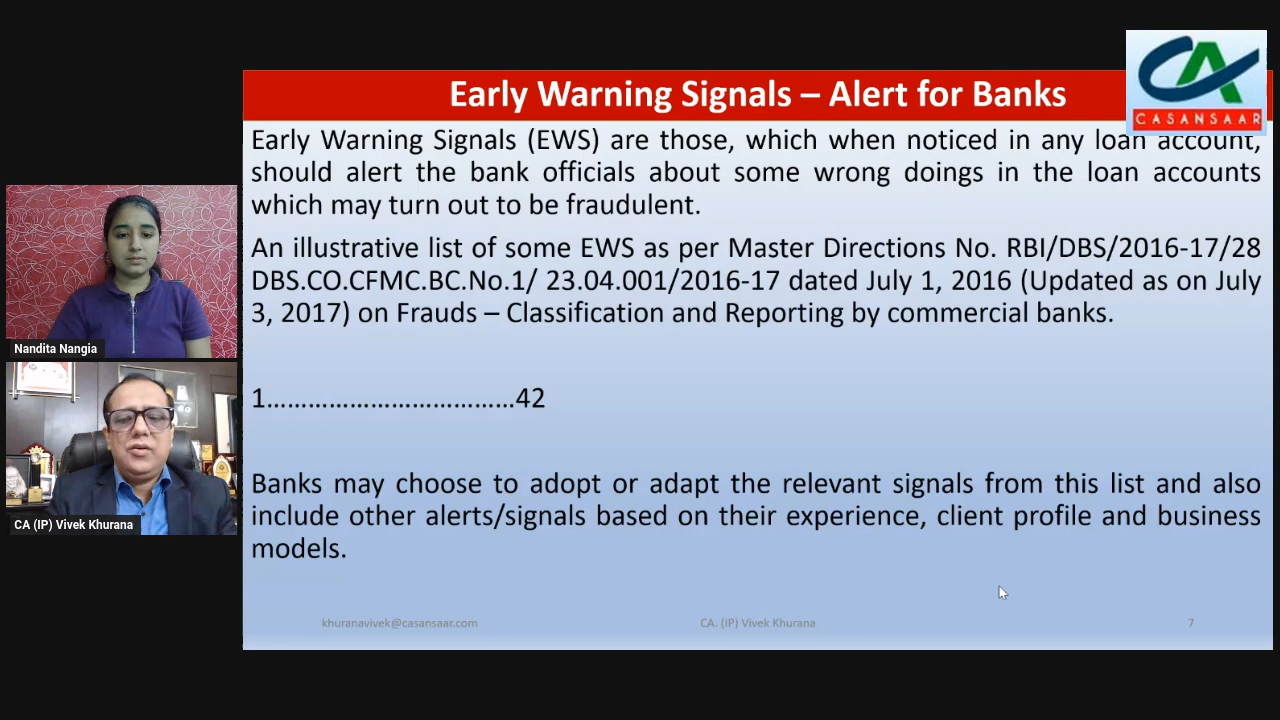 Early Warning Signals – Alert for Banks
CASANSAAR
Early Warning Signals (EWS) are those, which when noticed in any loan account,
should alert the bank officials about some wrong doings in the loan accounts
which may turn out to be fraudulent.
An illustrative list of some EWS as per Master Directions No. RBI/DBS/2016-17/28
DBS.CO.CFMC.BC.No.1/ 23.04.001/2016-17 dated July 1, 2016 (Updated as on July
3, 2017) on Frauds – Classification and Reporting by commercial banks.
1………………………………42
Banks may choose to adopt or adapt the relevant signals from this list and also
include other alerts/signals based on their experience, client profile and business
models.
khuranavivek@casansaar.com
CA. (IP) Vivek Khurana
7
Nandita Nangia
CA (IP) Vivek Khurana